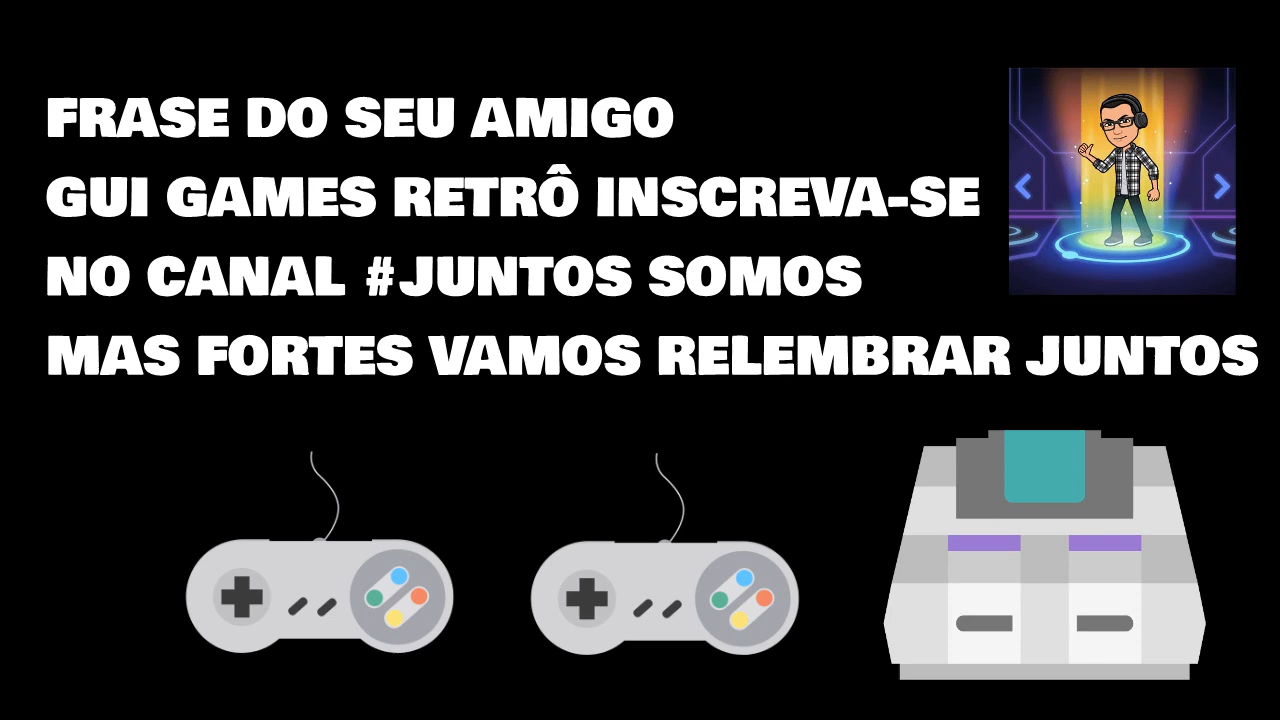 FRASE DO SEU AMIGO
GUI GAMES RETRÔ INSCREVA-SE
NO CANAL #JUNTOS SOMOS
MAS FORTES VAMOS RELEMBRAR JUNTOS